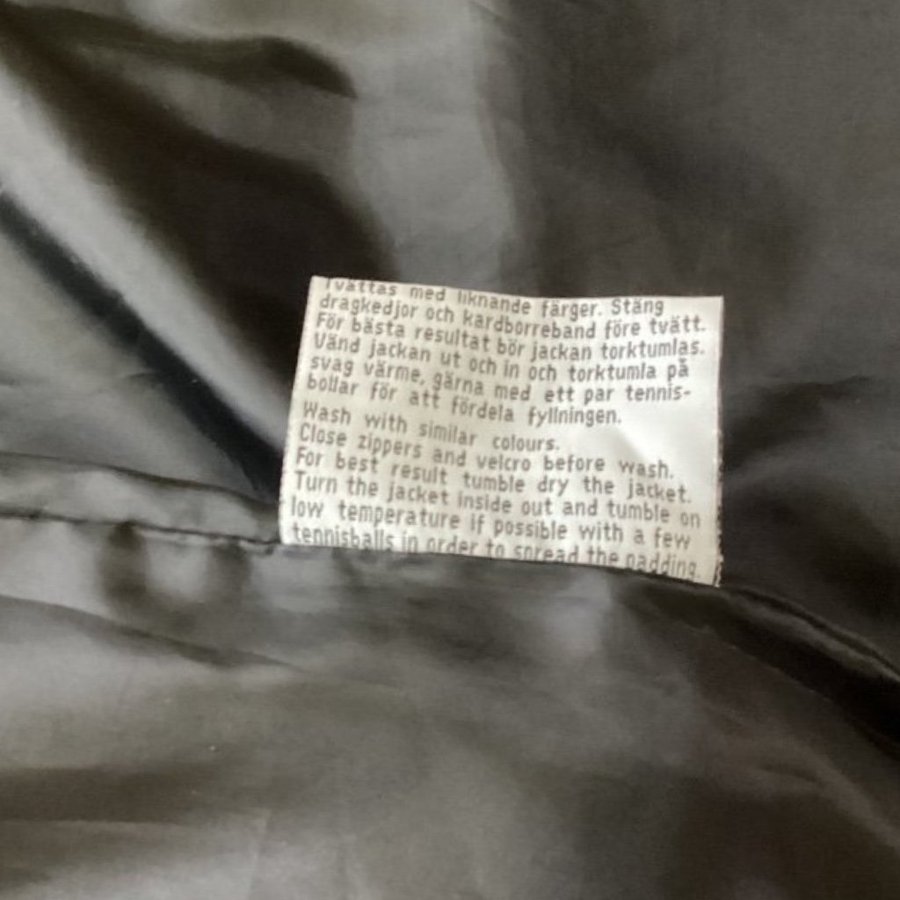 Tvättas med liknande färger. Stäng
dragkedjor och kardborreband före tvätt.
För bästa resultat bör jackan torktumlas.
Vänd jackan ut och in och torktumla på
svag värme, gärna med ett par tennis-
bollar för att fördela fyllningen.
Wash with similar colours.
Close zippers and velcro before wash.
For best result tumble dry the jacket.
Turn the jacket inside out and tumble on
low temperature if possible with a few
tennisballs in order to spread the padding.